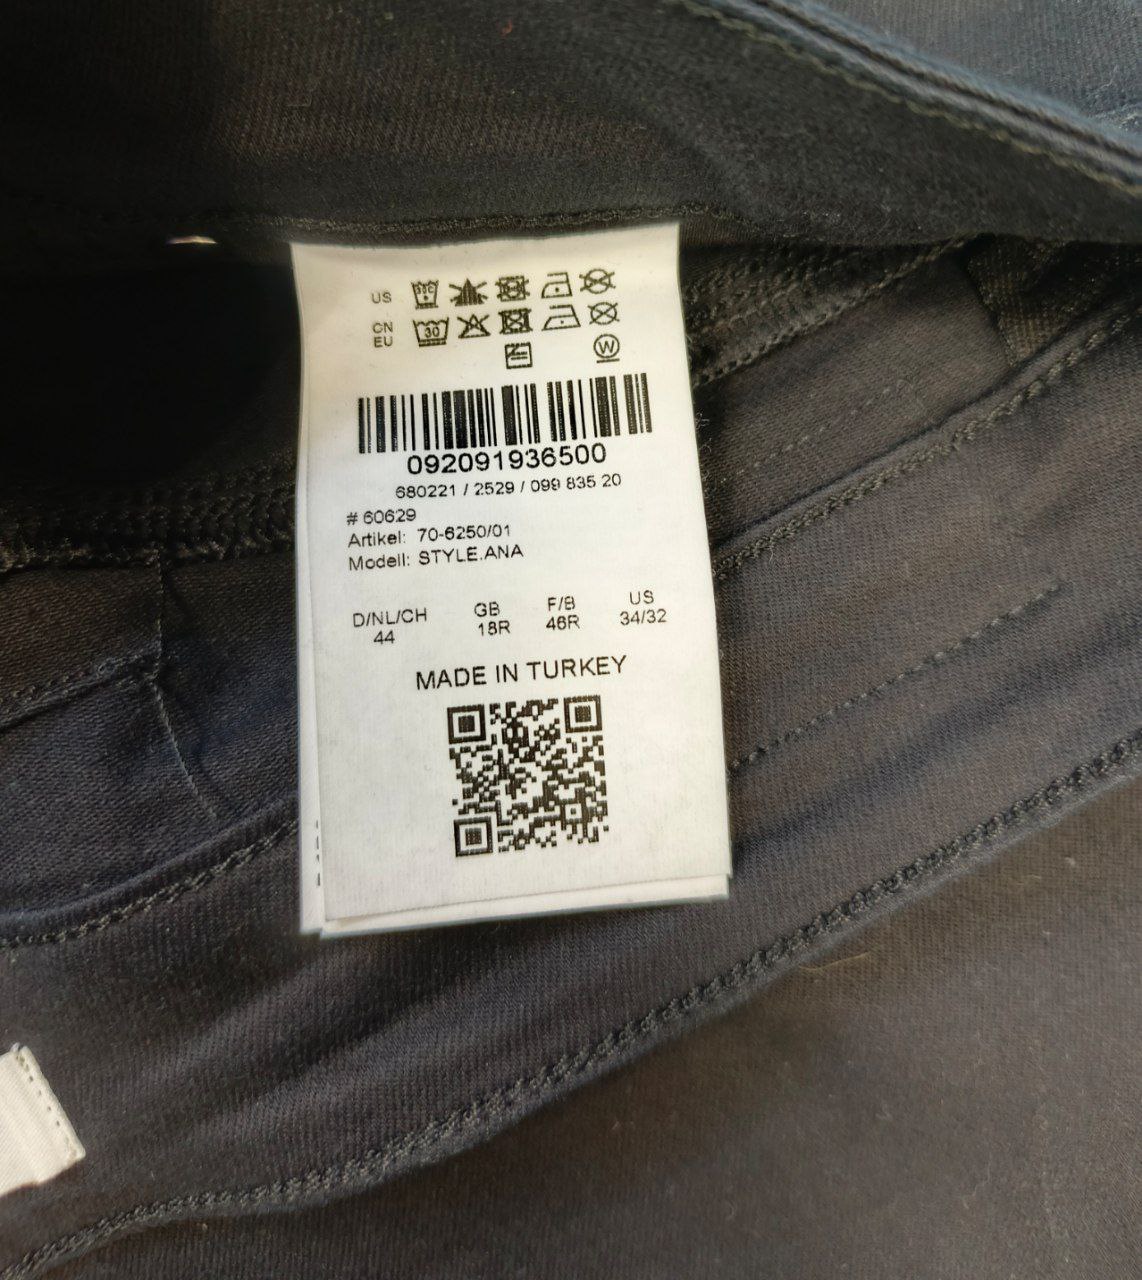 US 30C
CN
EU 30
W
092091936500
680221 / 2529 / 099 835 20
# 60629
Artikel: 70-6250/01
Modell: STYLE.ANA
D/NL/CH GB F/B US
44 18R 46R 34/32
MADE IN TURKEY